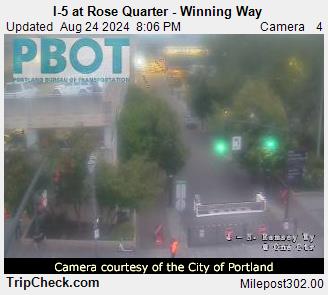 I-5 at Rose Quarter - Winning Way
Updated Aug 24 2024 8:06 PM Camera 4
PBOT
PORTLAND BUREAU OF TRANSPORTATION
Camera courtesy of the City of Portland
TripCheck.com Milepost302.00